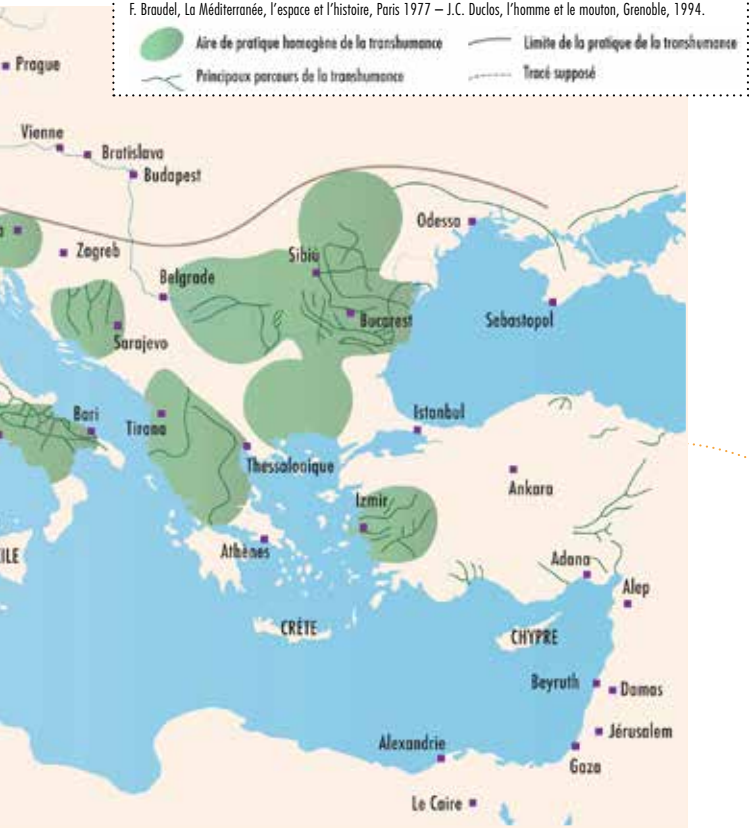 F. Braudel, La Méditerranée, l'espace et l'histoire, Paris 1977 – J.C. Duclos, l'homme et le mouton, Grenoble, 1994.
Aire de pratique homogène de la transhumance
Limite de la pratique de la transhumance
Principaux parcours de la transhumance
Tracé supposé
Prague
Vienne
Bratislava
Budapest
Odessa
Zagreb
Sibiu
Belgrade
Bucarest
Sebastopol
Sarajevo
Bari
Tirana
Istanbul
Thessalonique
Ankara
Izmir
Athènes
ILE
Adana
Alep
CRÈTE
CHYPRE
Beyruth
Damas
Jérusalem
Alexandrie
Gaza
Le Caire